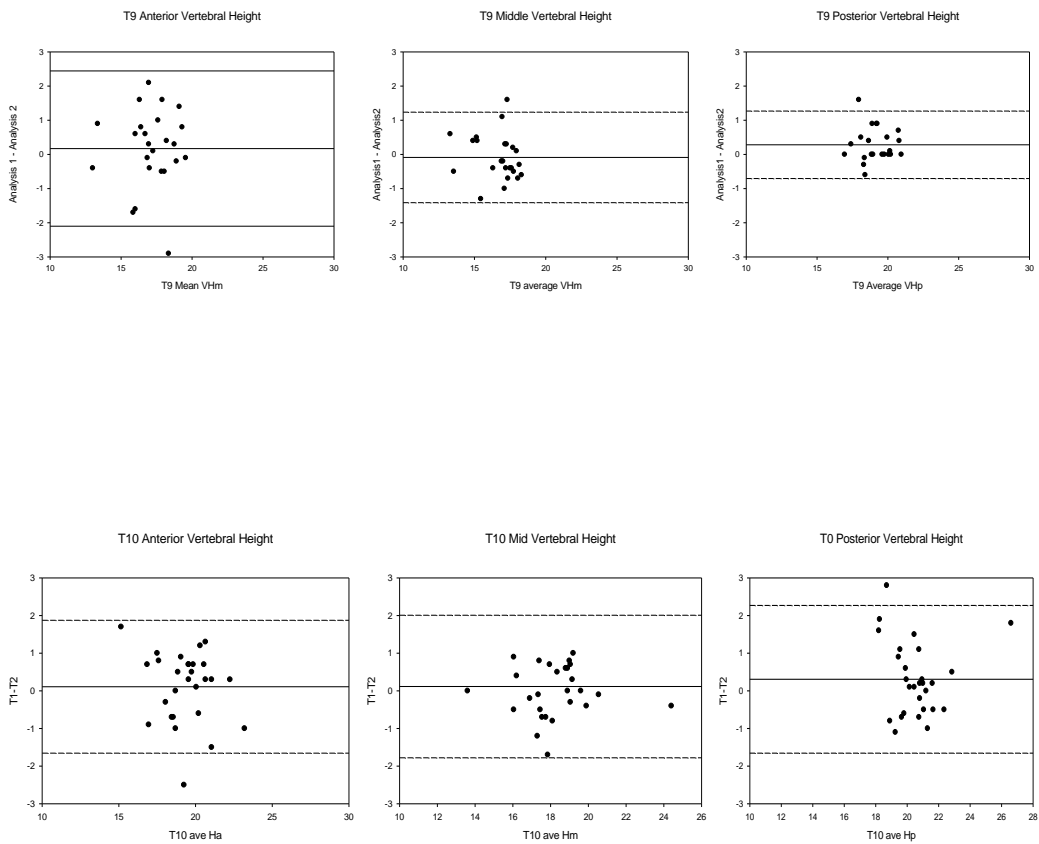 T9 Anterior Vertebral Height
T9 Middle Vertebral Height
T9 Posterior Vertebral Height
3
2
1
0
-1
-2
-3
Analysis 1 - Analysis 2
10 15 20 25 30
T9 Mean VHm
3
2
1
0
-1
-2
-3
Analysis1 - Analysis2
10 15 20 25 30
T9 average VHm
3
2
1
0
-1
-2
-3
Analysis1 - Analysis2
10 15 20 25 30
T9 Average VHp
T10 Anterior Vertebral Height
T10 Mid Vertebral Height
T0 Posterior Vertebral Height
3
2
1
0
-1
-2
-3
T1-T2
10 15 20 25 30
T10 ave Ha
3
2
1
0
-1
-2
-3
T1-T2
10 12 14 16 18 20 22 24 26
T10 ave Hm
3
2
1
0
-1
-2
-3
T1-T2
10 12 14 16 18 20 22 24 26 28
T10 ave Hp